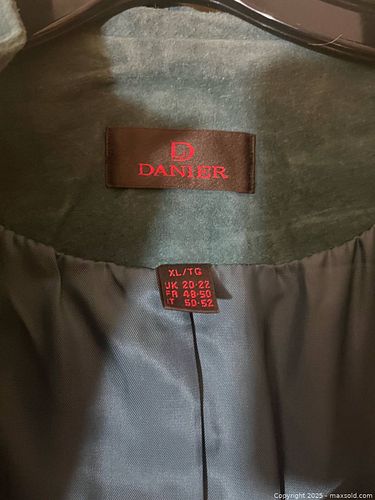 D
DANIER
XL/TG
UK 20-22
FR 48-50
IT 50-52
Copyright 2025 - maxsold.com